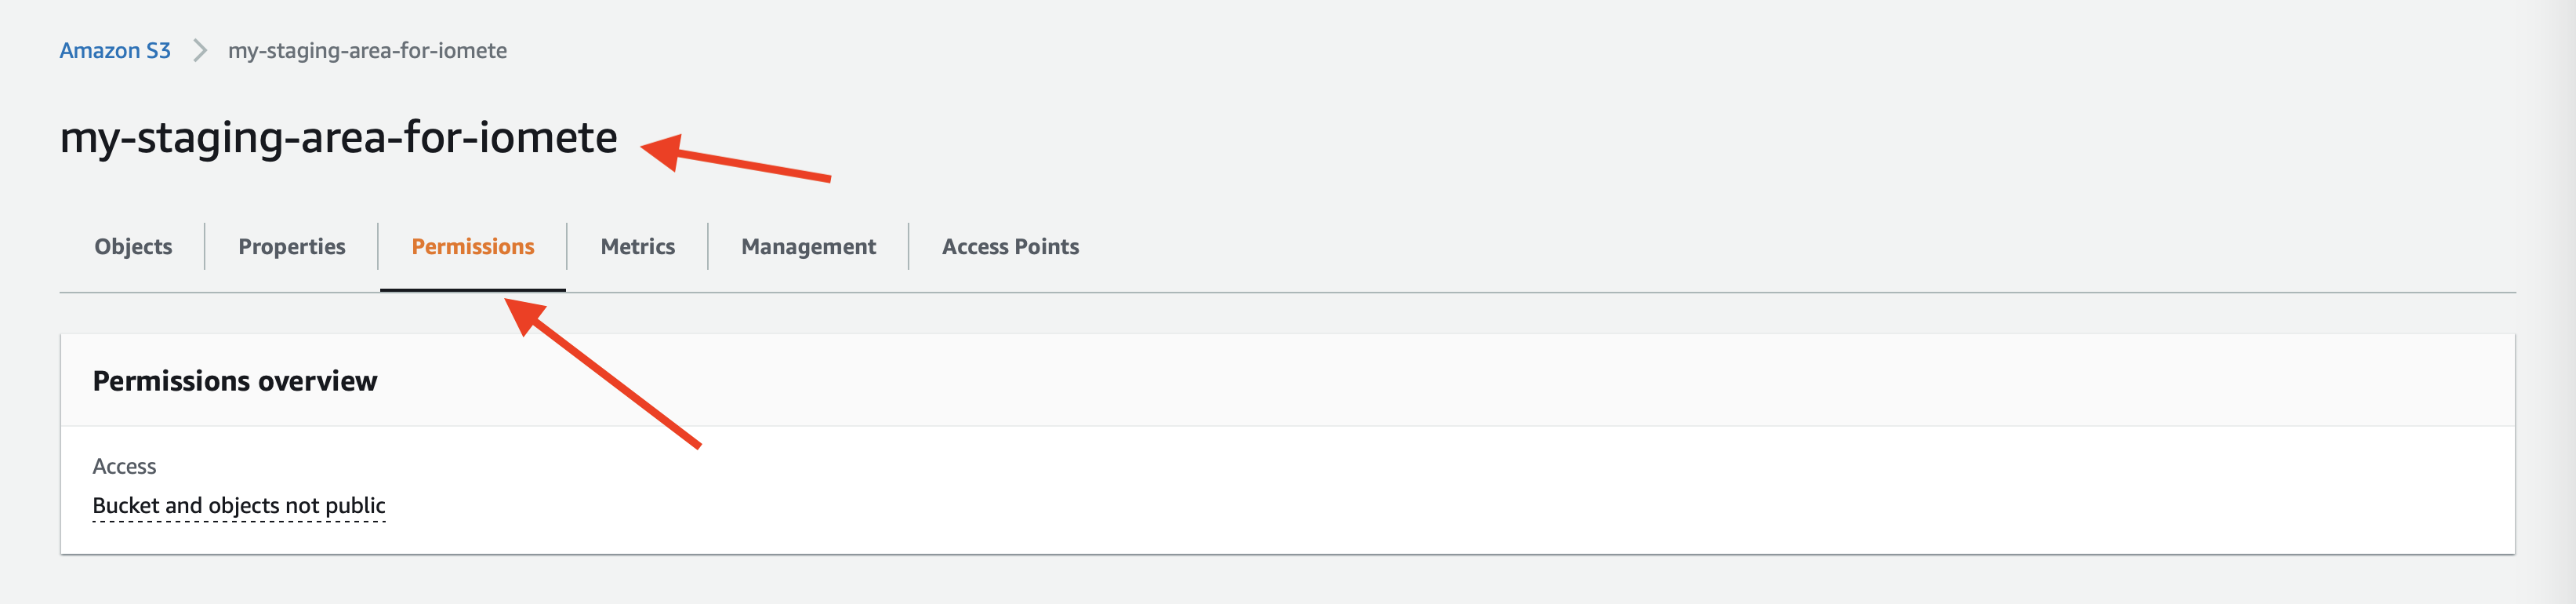 Amazon S3 > my-staging-area-for-iomete
my-staging-area-for-iomete
Objects Properties Permissions Metrics Management Access Points
Permissions overview
Access
Bucket and objects not public